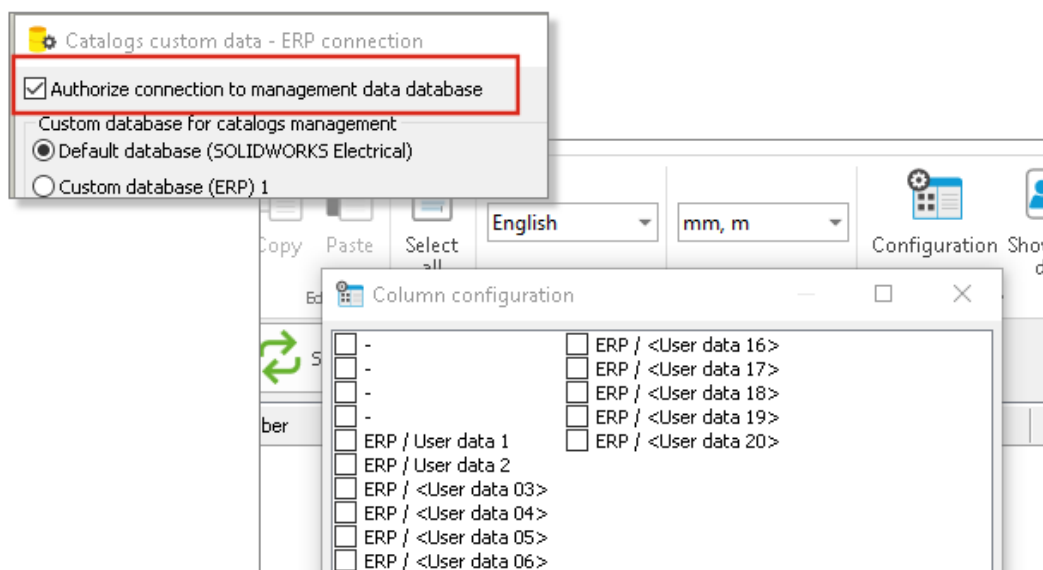 Catalogs custom data - ERP connection
Authorize connection to management data database
Custom database for catalogs management
Default database (SOLIDWORKS Electrical)
Custom database (ERP) 1
Copy
Paste
Select
all
English
mm, m
Configuration
Show
d
Ed
Column configuration
S
ber
-
-
-
-
ERP / User data 1
ERP / User data 2
ERP / <User data 03>
ERP / <User data 04>
ERP / <User data 05>
ERP / <User data 06>
ERP / <User data 16>
ERP / <User data 17>
ERP / <User data 18>
ERP / <User data 19>
ERP / <User data 20>